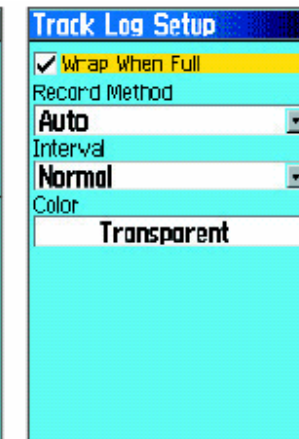 Track Log Setup
Wrap When Full
Record Method
Auto
Interval
Normal
Color
Transparent